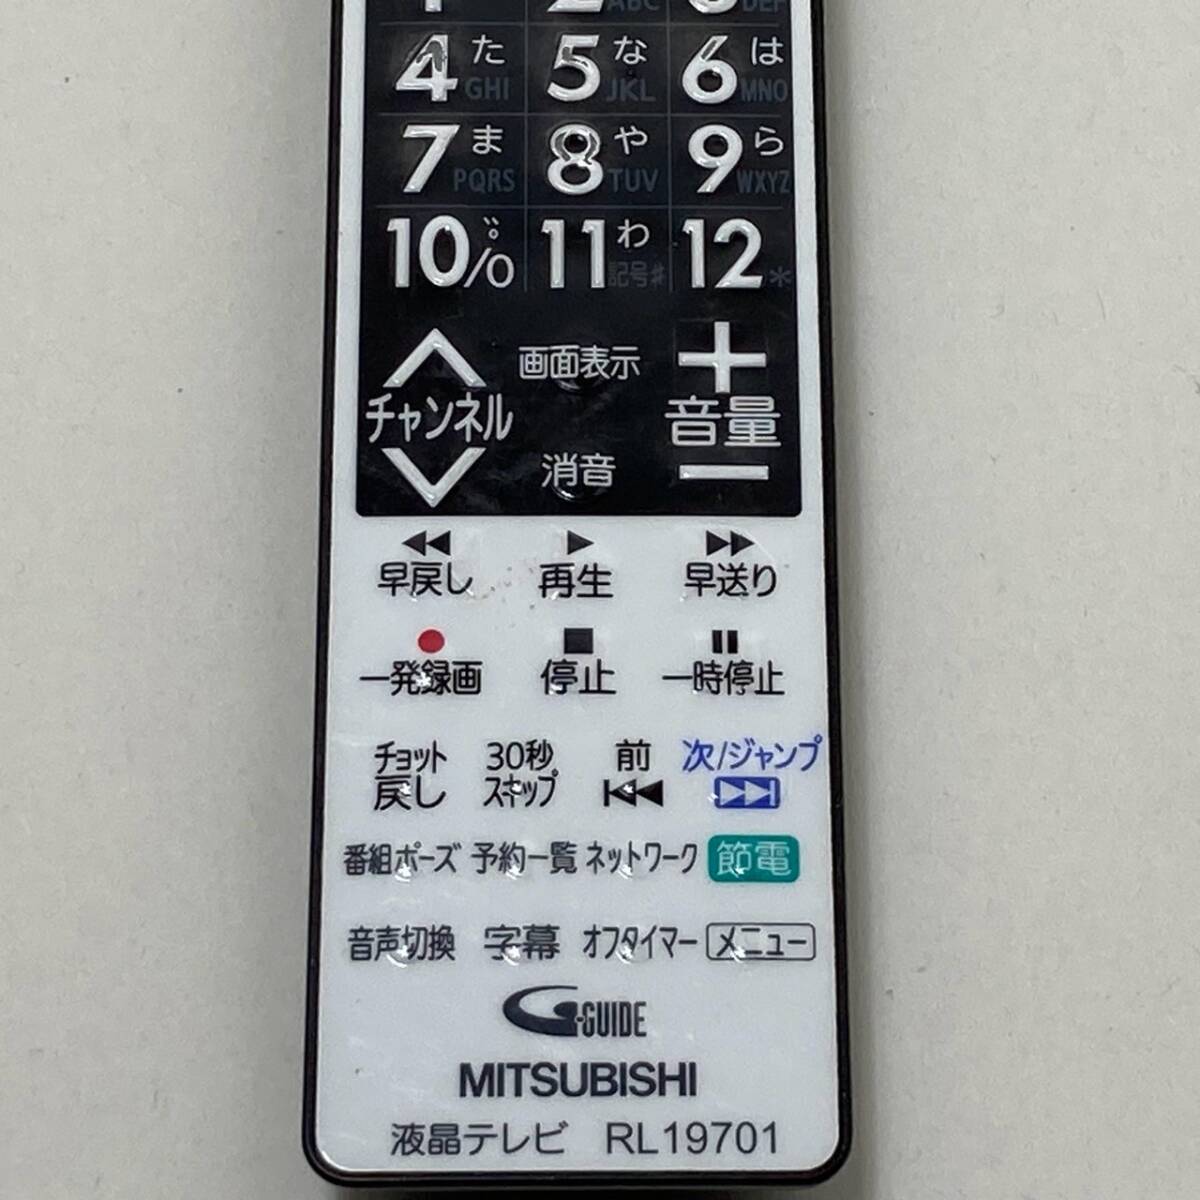 1 2 ABC 3 DEF
4 た GHI 5 な JKL 6 は MNO
7 ま PQRS 8 や TUV 9 ら WXYZ
10/0 ゛゜ 11 わ 記号# 12 *
チャンネル 画面表示 + 音量 −
消音
早戻し 再生 早送り
一発録画 停止 一時停止
チョット戻し 30秒スキップ 前 次/ジャンプ
番組ポーズ 予約一覧 ネットワーク 節電
音声切換 字幕 オフタイマー メニュー
G-GUIDE
MITSUBISHI
液晶テレビ RL19701